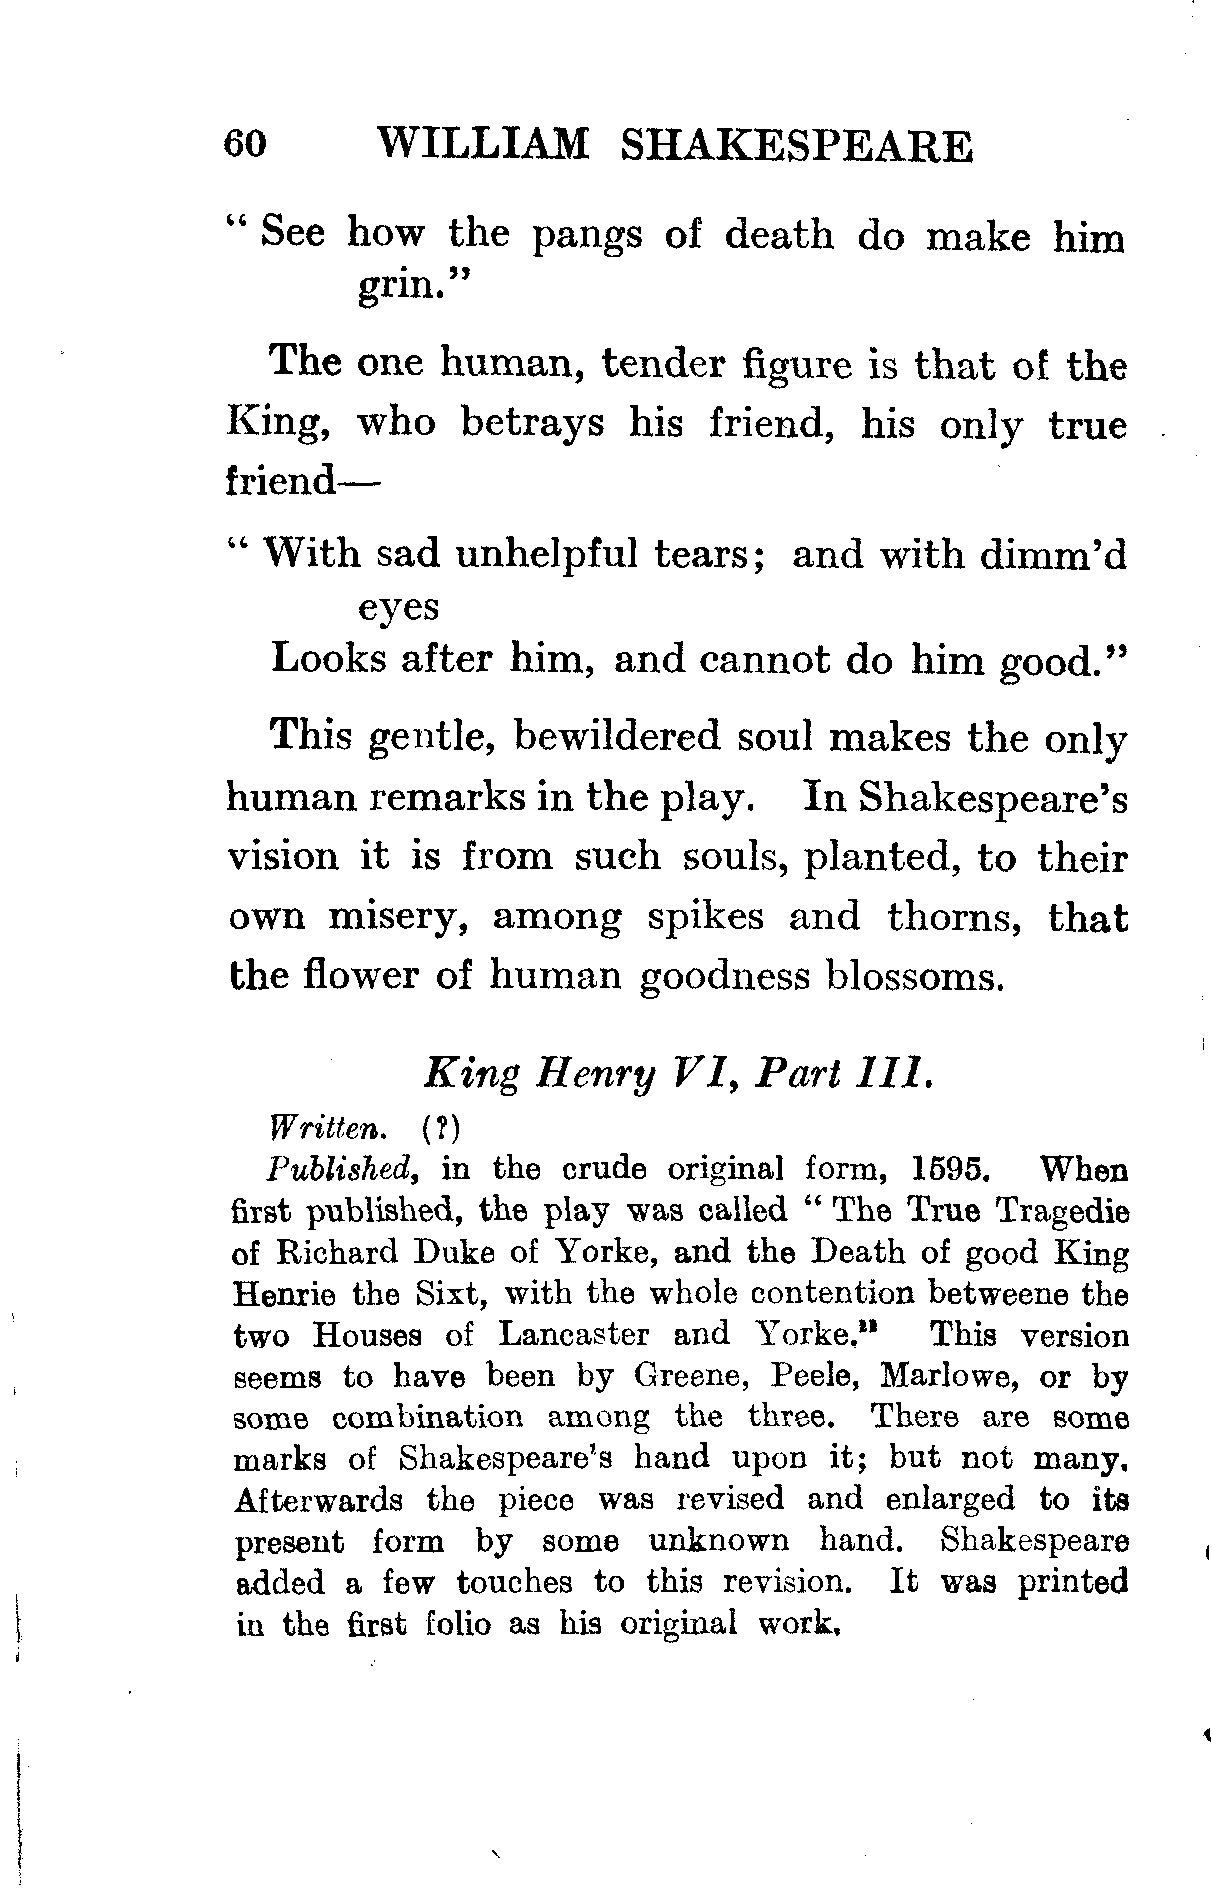 60 WILLIAM SHAKESPEARE
“ See how the pangs of death do make him
grin.”
The one human, tender figure is that of the
King, who betrays his friend, his only true
friend—
“ With sad unhelpful tears; and with dimm’d
eyes
Looks after him, and cannot do him good.”
This gentle, bewildered soul makes the only
human remarks in the play. In Shakespeare’s
vision it is from such souls, planted, to their
own misery, among spikes and thorns, that
the flower of human goodness blossoms.
King Henry VI, Part III.
Written. (?)
Published, in the crude original form, 1595. When
first published, the play was called “ The True Tragedie
of Richard Duke of Yorke, and the Death of good King
Henrie the Sixt, with the whole contention betweene the
two Houses of Lancaster and Yorke.” This version
seems to have been by Greene, Peele, Marlowe, or by
some combination among the three. There are some
marks of Shakespeare’s hand upon it; but not many.
Afterwards the piece was revised and enlarged to its
present form by some unknown hand. Shakespeare
added a few touches to this revision. It was printed
in the first folio as his original work.